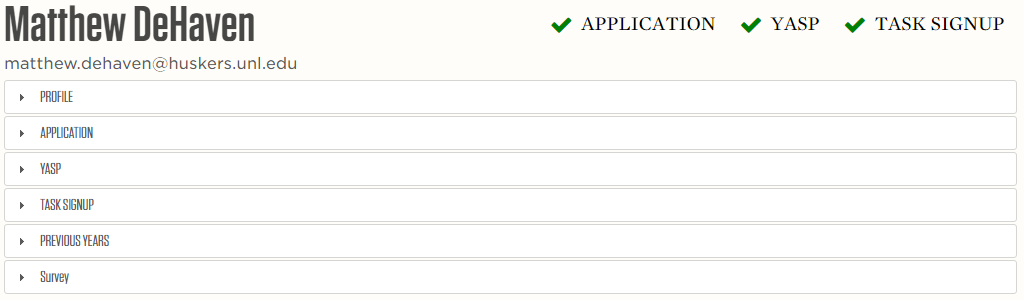 Matthew DeHaven
APPLICATION YASP TASK SIGNUP
matthew.dehaven@huskers.unl.edu
PROFILE
APPLICATION
YASP
TASK SIGNUP
PREVIOUS YEARS
Survey